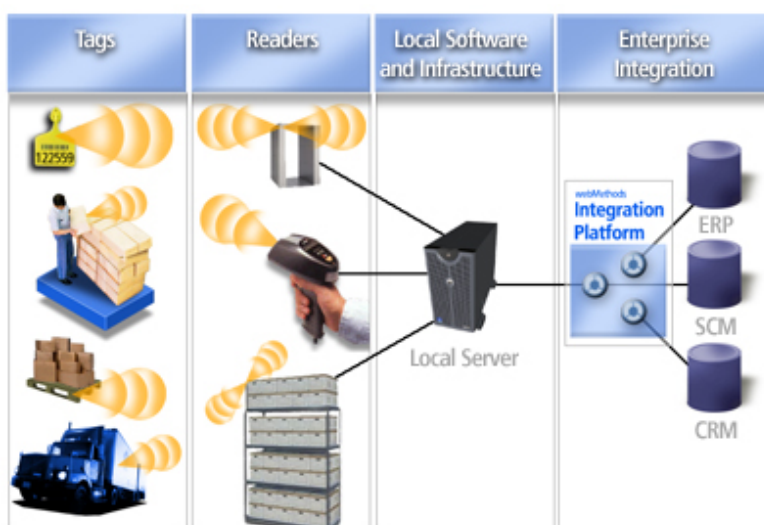 Tags
Readers
Local Software
and Infrastructure
Enterprise
Integration
122559
webMethods
Integration
Platform
ERP
SCM
CRM
Local Server